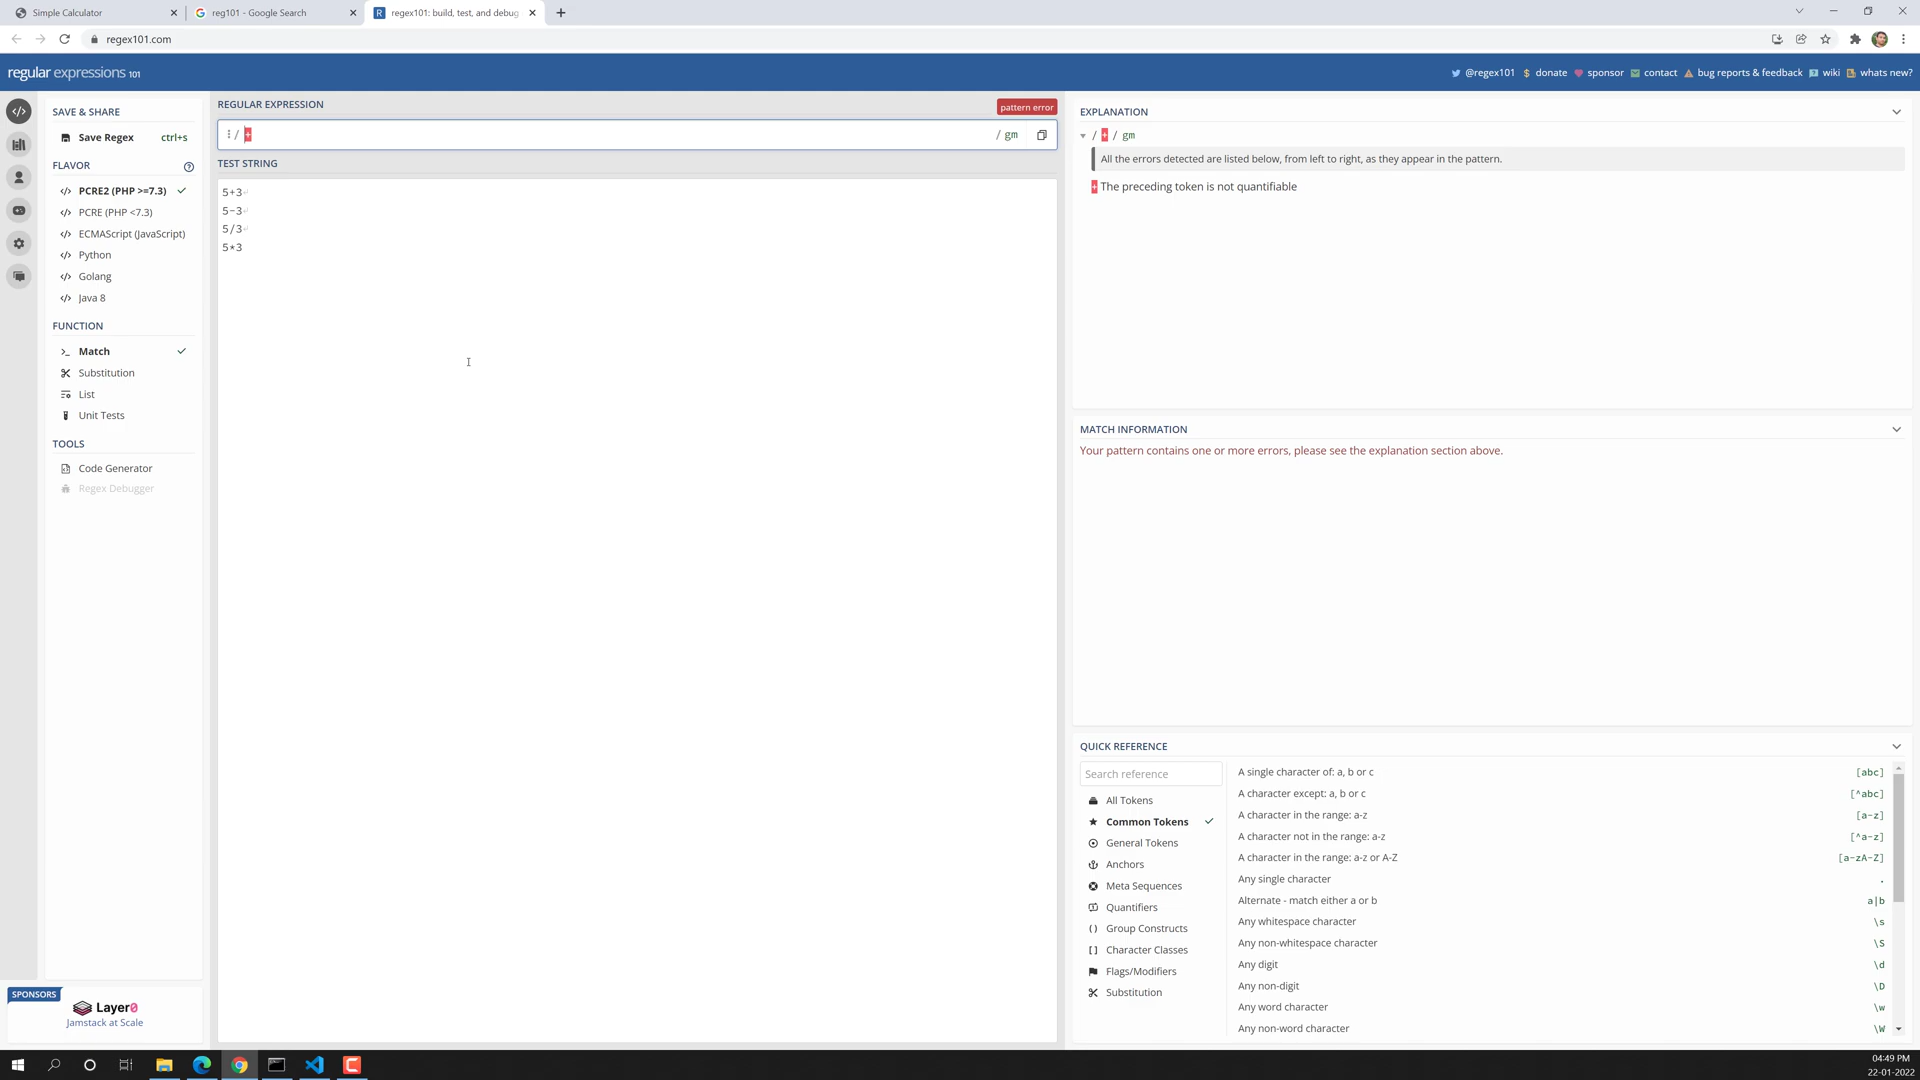 Simple Calculator
reg101 - Google Search
regex101: build, test, and debug
regex101.com
regular expressions 101
@regex101
$ donate
sponsor
contact
bug reports & feedback
wiki
whats new?
SAVE & SHARE
Save Regex
ctrl+s
FLAVOR
</> PCRE2 (PHP >=7.3)
</> PCRE (PHP <7.3)
</> ECMAScript (JavaScript)
</> Python
</> Golang
</> Java 8
FUNCTION
Match
Substitution
List
Unit Tests
TOOLS
Code Generator
Regex Debugger
SPONSORS
Layer0
Jamstack at Scale
REGULAR EXPRESSION
pattern error
/ +
/ gm
TEST STRING
5+3
5-3
5/3
5*3
EXPLANATION
/ + / gm
All the errors detected are listed below, from left to right, as they appear in the pattern.
+ The preceding token is not quantifiable
MATCH INFORMATION
Your pattern contains one or more errors, please see the explanation section above.
QUICK REFERENCE
Search reference
All Tokens
Common Tokens
General Tokens
Anchors
Meta Sequences
Quantifiers
Group Constructs
Character Classes
Flags/Modifiers
Substitution
A single character of: a, b or c [abc]
A character except: a, b or c [^abc]
A character in the range: a-z [a-z]
A character not in the range: a-z [^a-z]
A character in the range: a-z or A-Z [a-zA-Z]
Any single character .
Alternate - match either a or b a|b
Any whitespace character \s
Any non-whitespace character \S
Any digit \d
Any non-digit \D
Any word character \w
Any non-word character \W
04:49 PM
22-01-2022